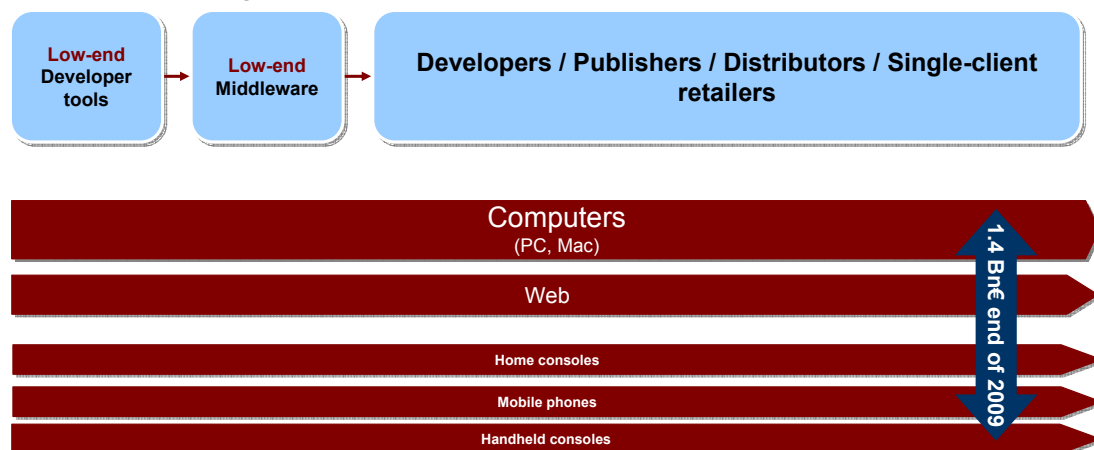 Low-end
Developer
tools
Low-end
Middleware
Developers / Publishers / Distributors / Single-client
retailers
Computers
(PC, Mac)
Web
Home consoles
Mobile phones
Handheld consoles
1.4 Bn€ end of 2009